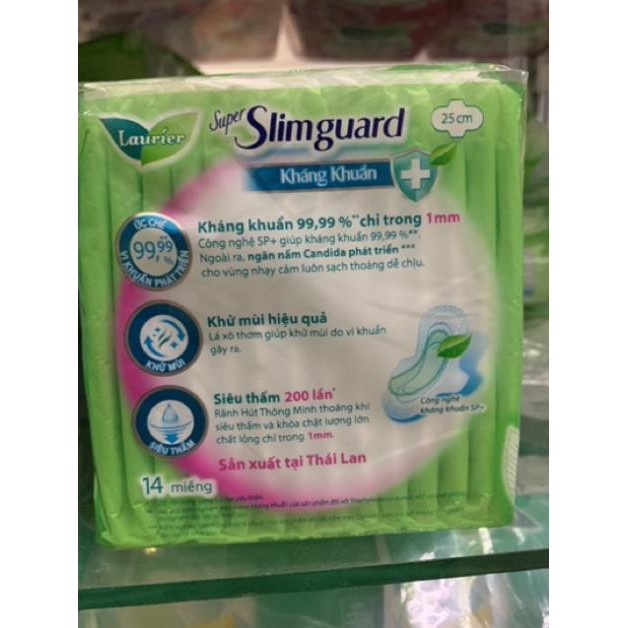 Laurier
Super Slimguard
25cm
Kháng Khuẩn
ỨC CHẾ
99,99 %
VI KHUẨN PHÁT TRIỂN
Kháng khuẩn 99,99 %** chỉ trong 1mm
Công nghệ SP+ giúp kháng khuẩn 99,99 %**.
Ngoài ra, ngăn nấm Candida phát triển ***
cho vùng nhạy cảm luôn sạch thoáng dễ chịu.
KHỬ MÙI
Khử mùi hiệu quả
Lá xô thơm giúp khử mùi do vi khuẩn
gây ra.
SIÊU THẤM
Siêu thấm 200 lần*
Rãnh Hút Thông Minh thoáng khí
siêu thấm và khóa chặt lượng lớn
chất lỏng chỉ trong 1mm.
Công nghệ
kháng khuẩn SP+
Sản xuất tại Thái Lan
14 miếng